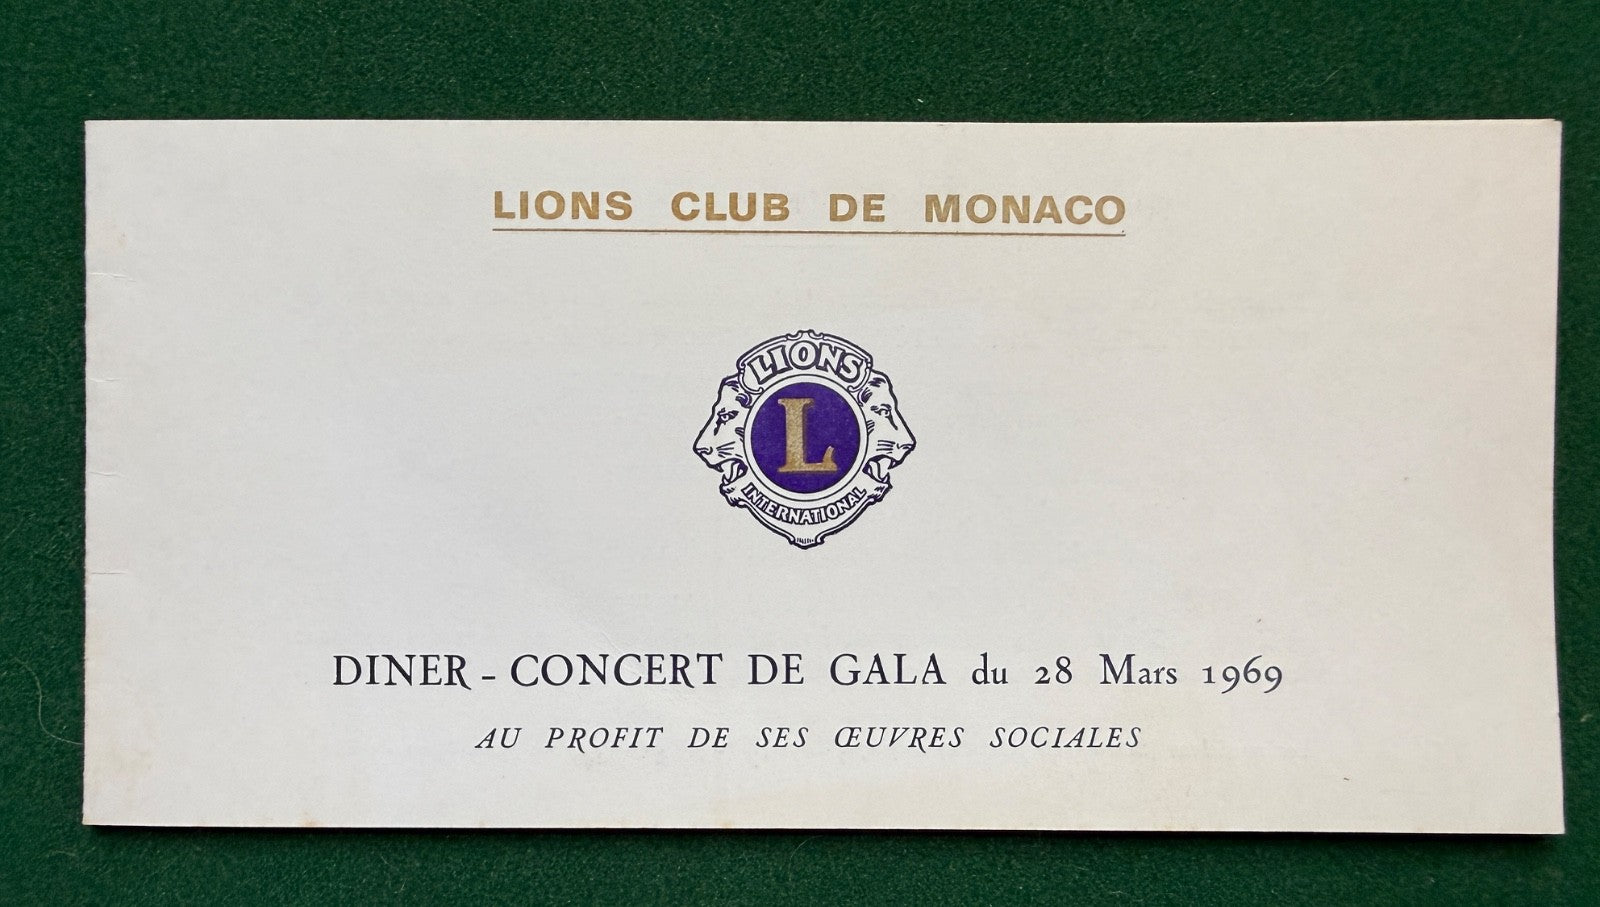 LIONS CLUB DE MONACO
LIONS
L
INTERNATIONAL
DINER - CONCERT DE GALA du 28 Mars 1969
AU PROFIT DE SES ŒUVRES SOCIALES